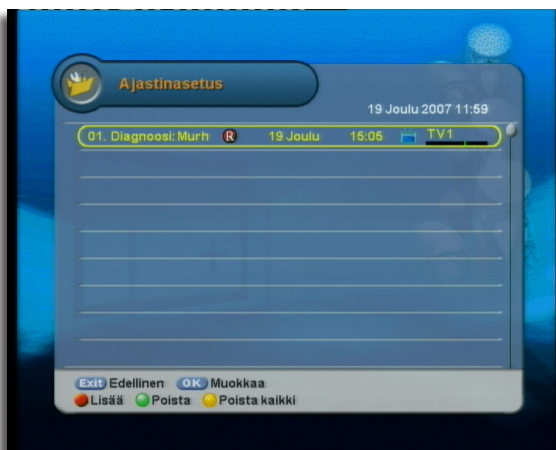 Ajastinasetus
19 Joulu 2007 11:59
01. Diagnoosi: Murh R 19 Joulu 15:05 TV1
Exit Edellinen OK Muokkaa
Lisää Poista Poista kaikki